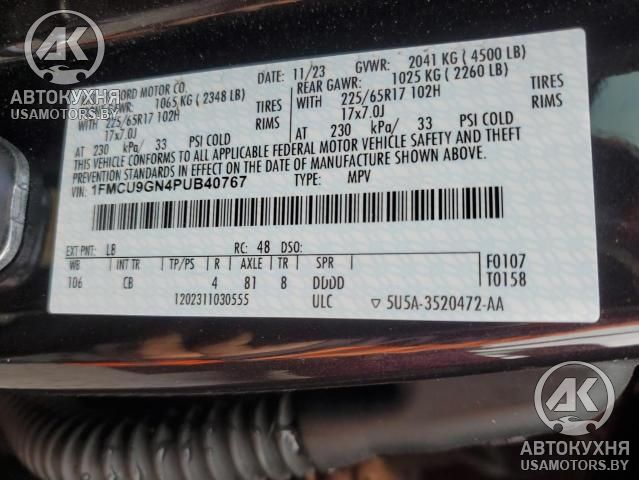 AK
АВТОКУХНЯ
USAMOTORS.BY
FORD MOTOR CO. DATE: 11/23 GVWR: 2041 KG ( 4500 LB)
GAWR: 1065 KG ( 2348 LB) REAR GAWR: 1025 KG ( 2260 LB)
WITH 225/65R17 102H TIRES WITH 225/65R17 102H TIRES
17x7.0J RIMS 17x7.0J RIMS
AT 230 kPa/ 33 PSI COLD AT 230 kPa/ 33 PSI COLD
THIS VEHICLE CONFORMS TO ALL APPLICABLE FEDERAL MOTOR VEHICLE SAFETY AND THEFT
PREVENTION STANDARDS IN EFFECT ON THE DATE OF MANUFACTURE SHOWN ABOVE.
VIN: 1FMCU9GN4PUB40767 TYPE: MPV
EXT PNT: LB RC: 48 DSO:
WB INT TR TP/PS R AXLE TR SPR F0107
106 CB 4 81 8 DDDD T0158
1202311030555 ULC ▽ 5U5A-3520472-AA
AK
АВТОКУХНЯ
USAMOTORS.BY